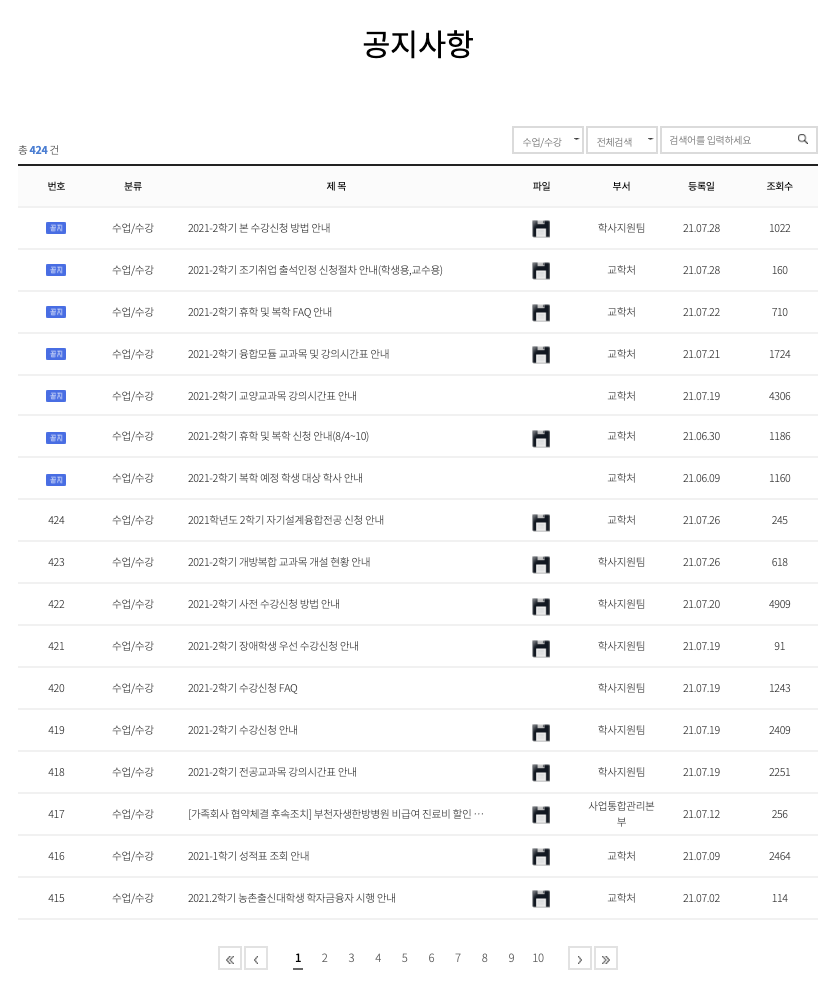 공지사항
총 424 건
수업/수강 전체검색 검색어를 입력하세요
번호 분류 제 목 파일 부서 등록일 조회수
공지 수업/수강 2021-2학기 본 수강신청 방법 안내 학사지원팀 21.07.28 1022
공지 수업/수강 2021-2학기 조기취업 출석인정 신청절차 안내(학생용,교수용) 교학처 21.07.28 160
공지 수업/수강 2021-2학기 휴학 및 복학 FAQ 안내 교학처 21.07.22 710
공지 수업/수강 2021-2학기 융합모듈 교과목 및 강의시간표 안내 교학처 21.07.21 1724
공지 수업/수강 2021-2학기 교양교과목 강의시간표 안내 교학처 21.07.19 4306
공지 수업/수강 2021-2학기 휴학 및 복학 신청 안내(8/4~10) 교학처 21.06.30 1186
공지 수업/수강 2021-2학기 복학 예정 학생 대상 학사 안내 교학처 21.06.09 1160
424 수업/수강 2021학년도 2학기 자기설계융합전공 신청 안내 교학처 21.07.26 245
423 수업/수강 2021-2학기 개방복합 교과목 개설 현황 안내 학사지원팀 21.07.26 618
422 수업/수강 2021-2학기 사전 수강신청 방법 안내 학사지원팀 21.07.20 4909
421 수업/수강 2021-2학기 장애학생 우선 수강신청 안내 학사지원팀 21.07.19 91
420 수업/수강 2021-2학기 수강신청 FAQ 학사지원팀 21.07.19 1243
419 수업/수강 2021-2학기 수강신청 안내 학사지원팀 21.07.19 2409
418 수업/수강 2021-2학기 전공교과목 강의시간표 안내 학사지원팀 21.07.19 2251
417 수업/수강 [가족회사 협약체결 후속조치] 부천자생한방병원 비급여 진료비 할인 … 사업통합관리본부 21.07.12 256
416 수업/수강 2021-1학기 성적표 조회 안내 교학처 21.07.09 2464
415 수업/수강 2021.2학기 농촌출신대학생 학자금융자 시행 안내 교학처 21.07.02 114
« ‹ 1 2 3 4 5 6 7 8 9 10 › »